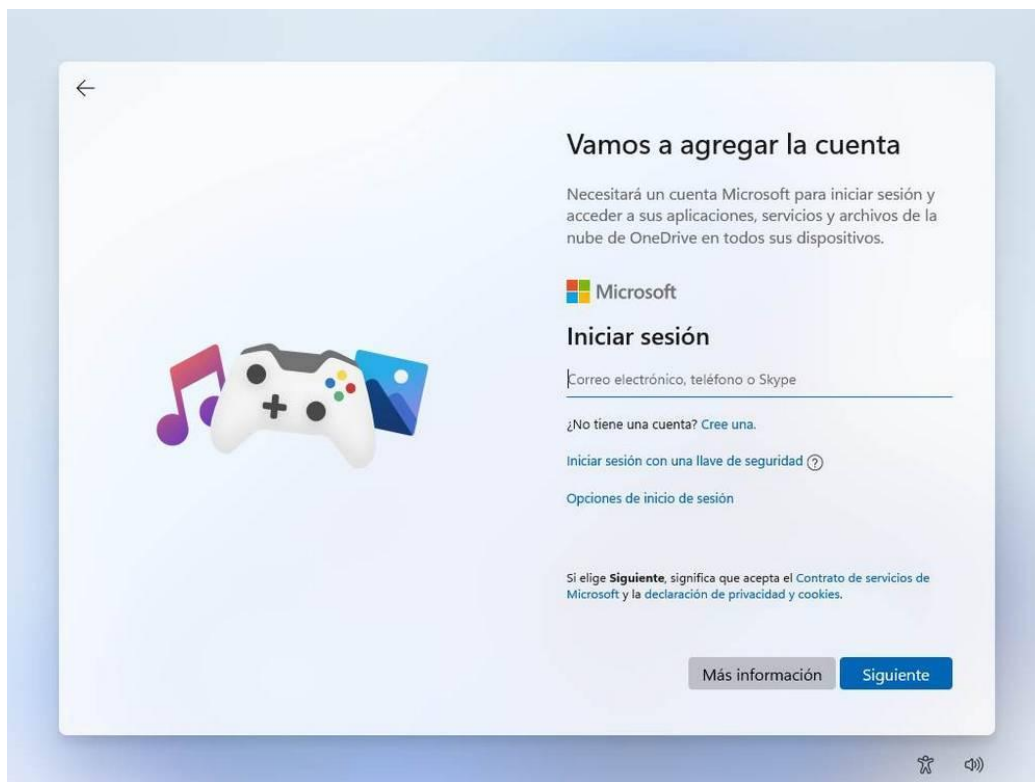 Vamos a agregar la cuenta
Necesitará un cuenta Microsoft para iniciar sesión y
acceder a sus aplicaciones, servicios y archivos de la
nube de OneDrive en todos sus dispositivos.
Microsoft
Iniciar sesión
Correo electrónico, teléfono o Skype
¿No tiene una cuenta? Cree una.
Iniciar sesión con una llave de seguridad ?
Opciones de inicio de sesión
Si elige Siguiente, significa que acepta el Contrato de servicios de
Microsoft y la declaración de privacidad y cookies.
Más información Siguiente